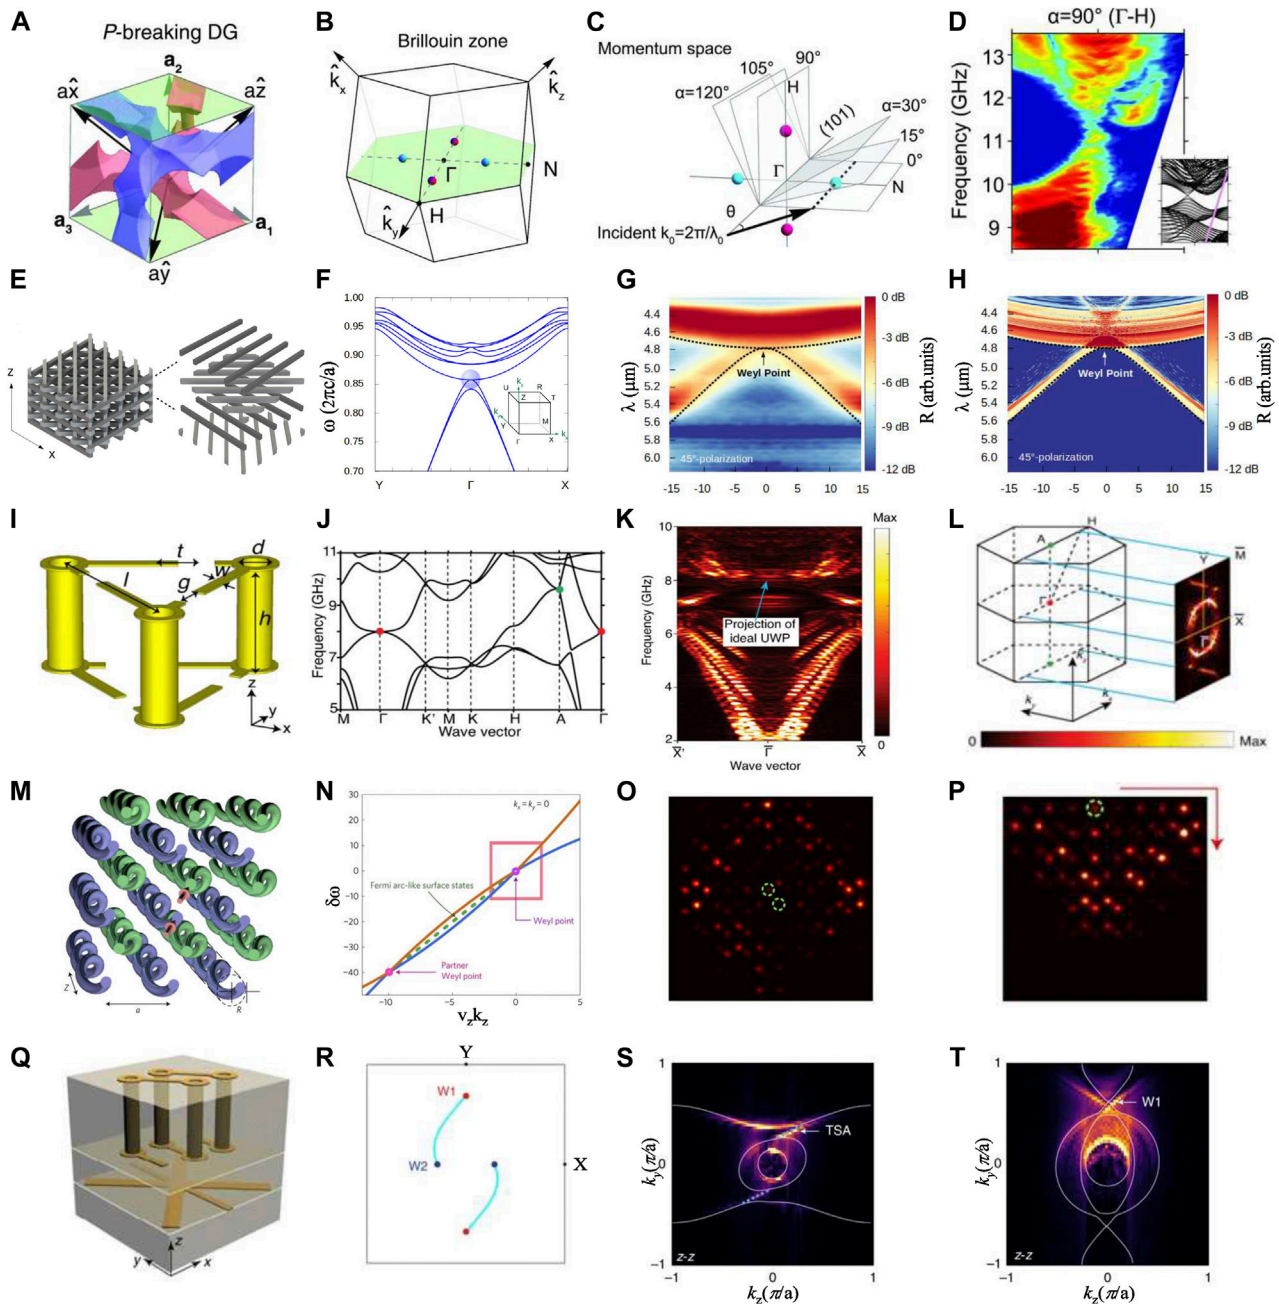 A
P-breaking DG
a₂
ax̂
aẑ
a₃
a₁
aŷ
B
Brillouin zone
k̂x
k̂z
Γ
N
H
k̂y
C
Momentum space
90°
105°
α=120°
H
α=30°
(101)
15°
Γ
0°
N
θ
Incident k₀=2π/λ₀
D
α=90° (Γ-H)
Frequency (GHz)
13
12
11
10
9
E
z
x
F
ω (2πc/a)
1.00
0.95
0.90
0.85
0.80
0.75
0.70
U
R
Z
T
Y
M
Γ
X
Y
Γ
X
G
λ (μm)
4.4
4.6
4.8
5.0
5.2
5.4
5.6
5.8
6.0
Weyl Point
45°-polarization
-15
-10
-5
0
5
10
15
0 dB
-3 dB
-6 dB
-9 dB
-12 dB
R (arb.units)
H
λ (μm)
4.4
4.6
4.8
5.0
5.2
5.4
5.6
5.8
6.0
Weyl Point
45°-polarization
-15
-10
-5
0
5
10
15
0 dB
-3 dB
-6 dB
-9 dB
-12 dB
R (arb.units)
I
t
d
l
g
w
h
z
y
x
J
Frequency (GHz)
11
9
7
5
M
Γ
K'
M
K
H
A
Γ
Wave vector
K
Max
Frequency (GHz)
10
8
6
4
2
Projection of
ideal UWP
0
X̄'
Γ̄
X̄
Wave vector
L
H
A
Γ
M̄
Ȳ
X̄
Γ̄
kz
ky
kx
0
Max
M
z
a
R
N
δω
30
20
10
0
−10
−20
−30
−40
kx = ky = 0
Fermi arc-like surface states
Weyl point
Partner
Weyl point
−10
−5
0
5
vzkz
O
P
Q
z
y
x
R
Y
W1
W2
X
S
ky(π/a)
1
0
−1
TSA
z-z
−1
0
1
kz(π/a)
T
ky(π/a)
1
0
−1
W1
z-z
−1
0
1
kz(π/a)